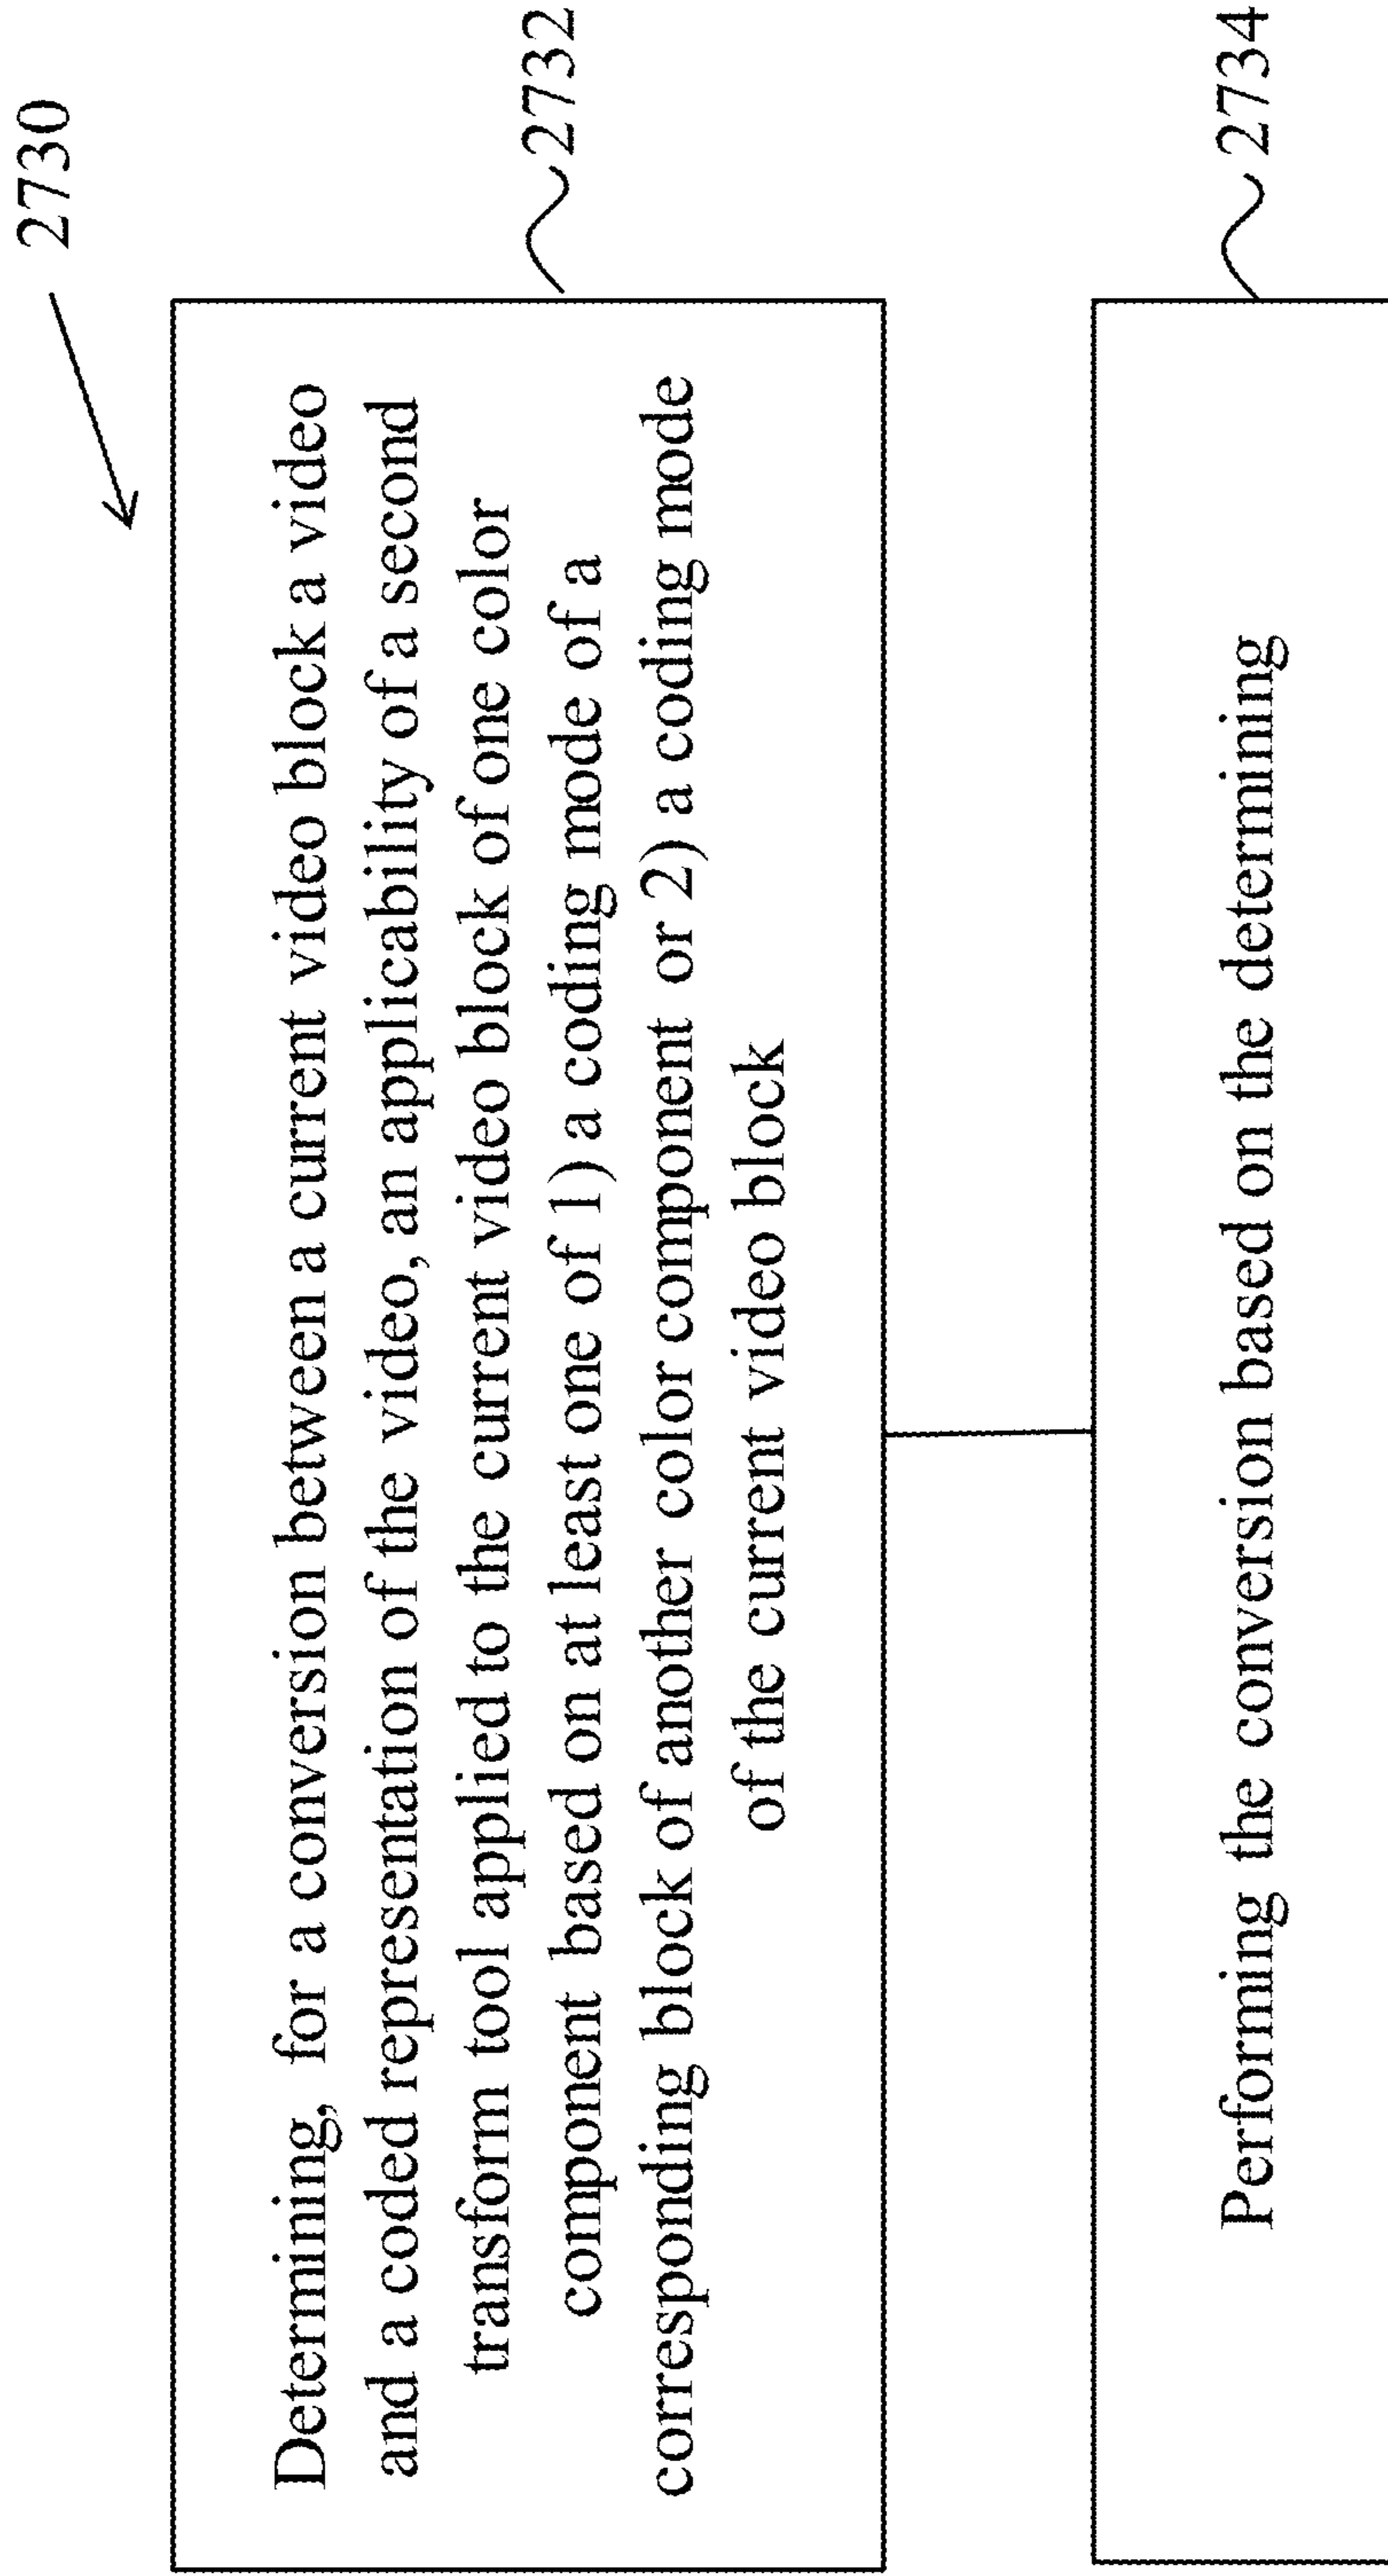 2730
Determining, for a conversion between a current video block a video
and a coded representation of the video, an applicability of a second
transform tool applied to the current video block of one color
component based on at least one of 1) a coding mode of a
corresponding block of another color component or 2) a coding mode
of the current video block
2732
Performing the conversion based on the determining
2734